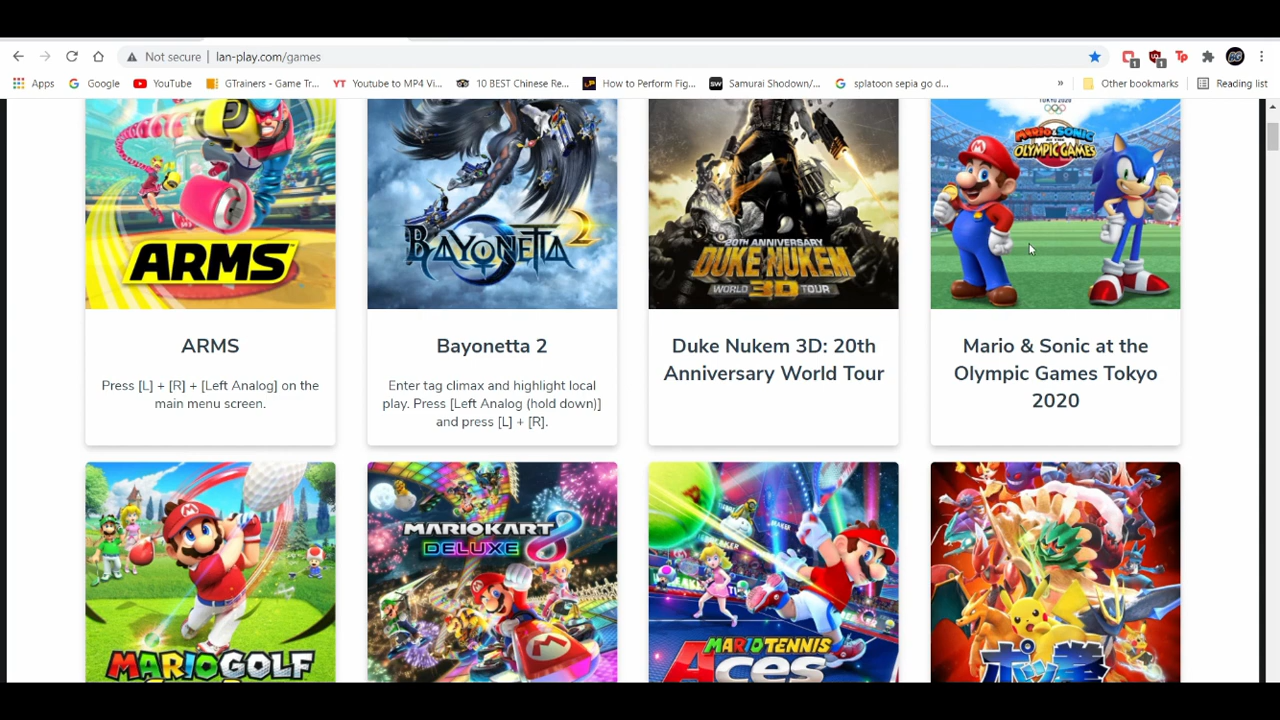 Not secure | lan-play.com/games
Apps
Google
YouTube
GTrainers - Game Tr...
Youtube to MP4 Vi...
10 BEST Chinese Re...
How to Perform Fig...
Samurai Shodown/...
splatoon sepia go d...
»
Other bookmarks
Reading list
ARMS
BAYONETTA 2
20TH ANNIVERSARY
DUKE NUKEM
WORLD 3D TOUR
TOKYO 2020
MARIO & SONIC
AT THE
OLYMPIC GAMES
ARMS
Press [L] + [R] + [Left Analog] on the
main menu screen.
Bayonetta 2
Enter tag climax and highlight local
play. Press [Left Analog (hold down)]
and press [L] + [R].
Duke Nukem 3D: 20th
Anniversary World Tour
Mario & Sonic at the
Olympic Games Tokyo
2020
MARIO GOLF
MARIOKART 8
DELUXE
MARIO TENNIS
ACES
ポッ拳